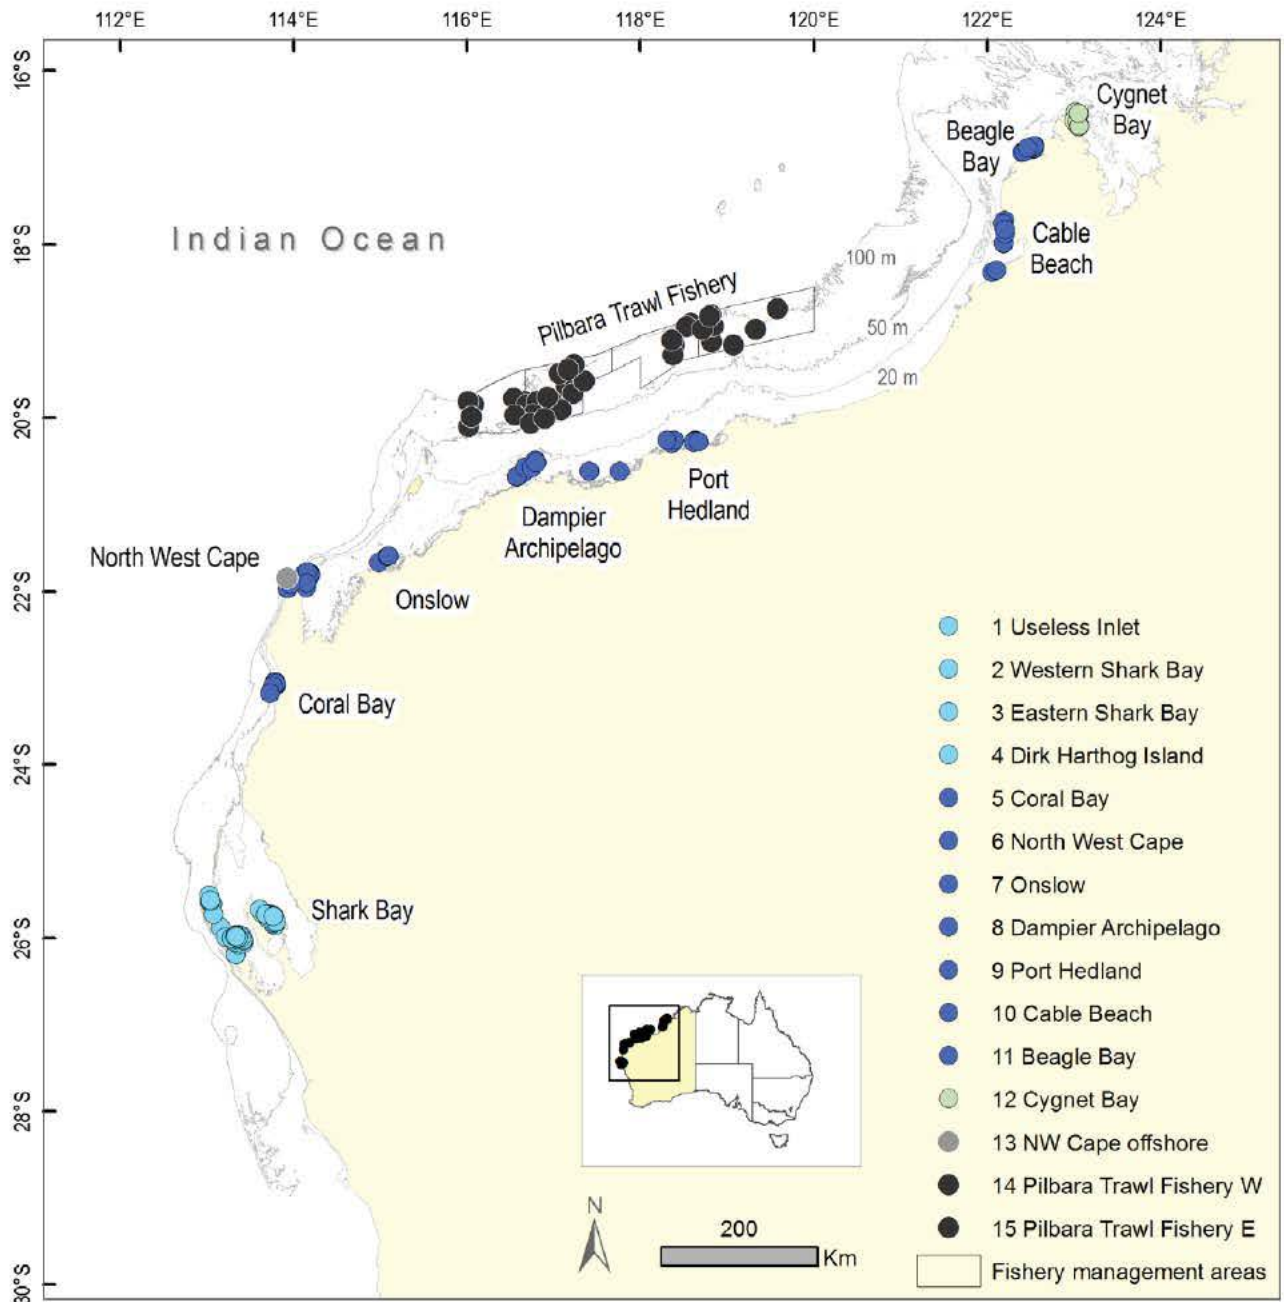 112°E 114°E 116°E 118°E 120°E 122°E 124°E
16°S
18°S
20°S
22°S
24°S
26°S
28°S
30°S
Cygnet
Bay
Beagle
Bay
Indian Ocean
Cable
Beach
100 m
Pilbara Trawl Fishery
50 m
20 m
Port
Hedland
Dampier
Archipelago
North West Cape
Onslow
Coral Bay
Shark Bay
1 Useless Inlet
2 Western Shark Bay
3 Eastern Shark Bay
4 Dirk Harthog Island
5 Coral Bay
6 North West Cape
7 Onslow
8 Dampier Archipelago
9 Port Hedland
10 Cable Beach
11 Beagle Bay
12 Cygnet Bay
13 NW Cape offshore
14 Pilbara Trawl Fishery W
15 Pilbara Trawl Fishery E
Fishery management areas
N
200
Km